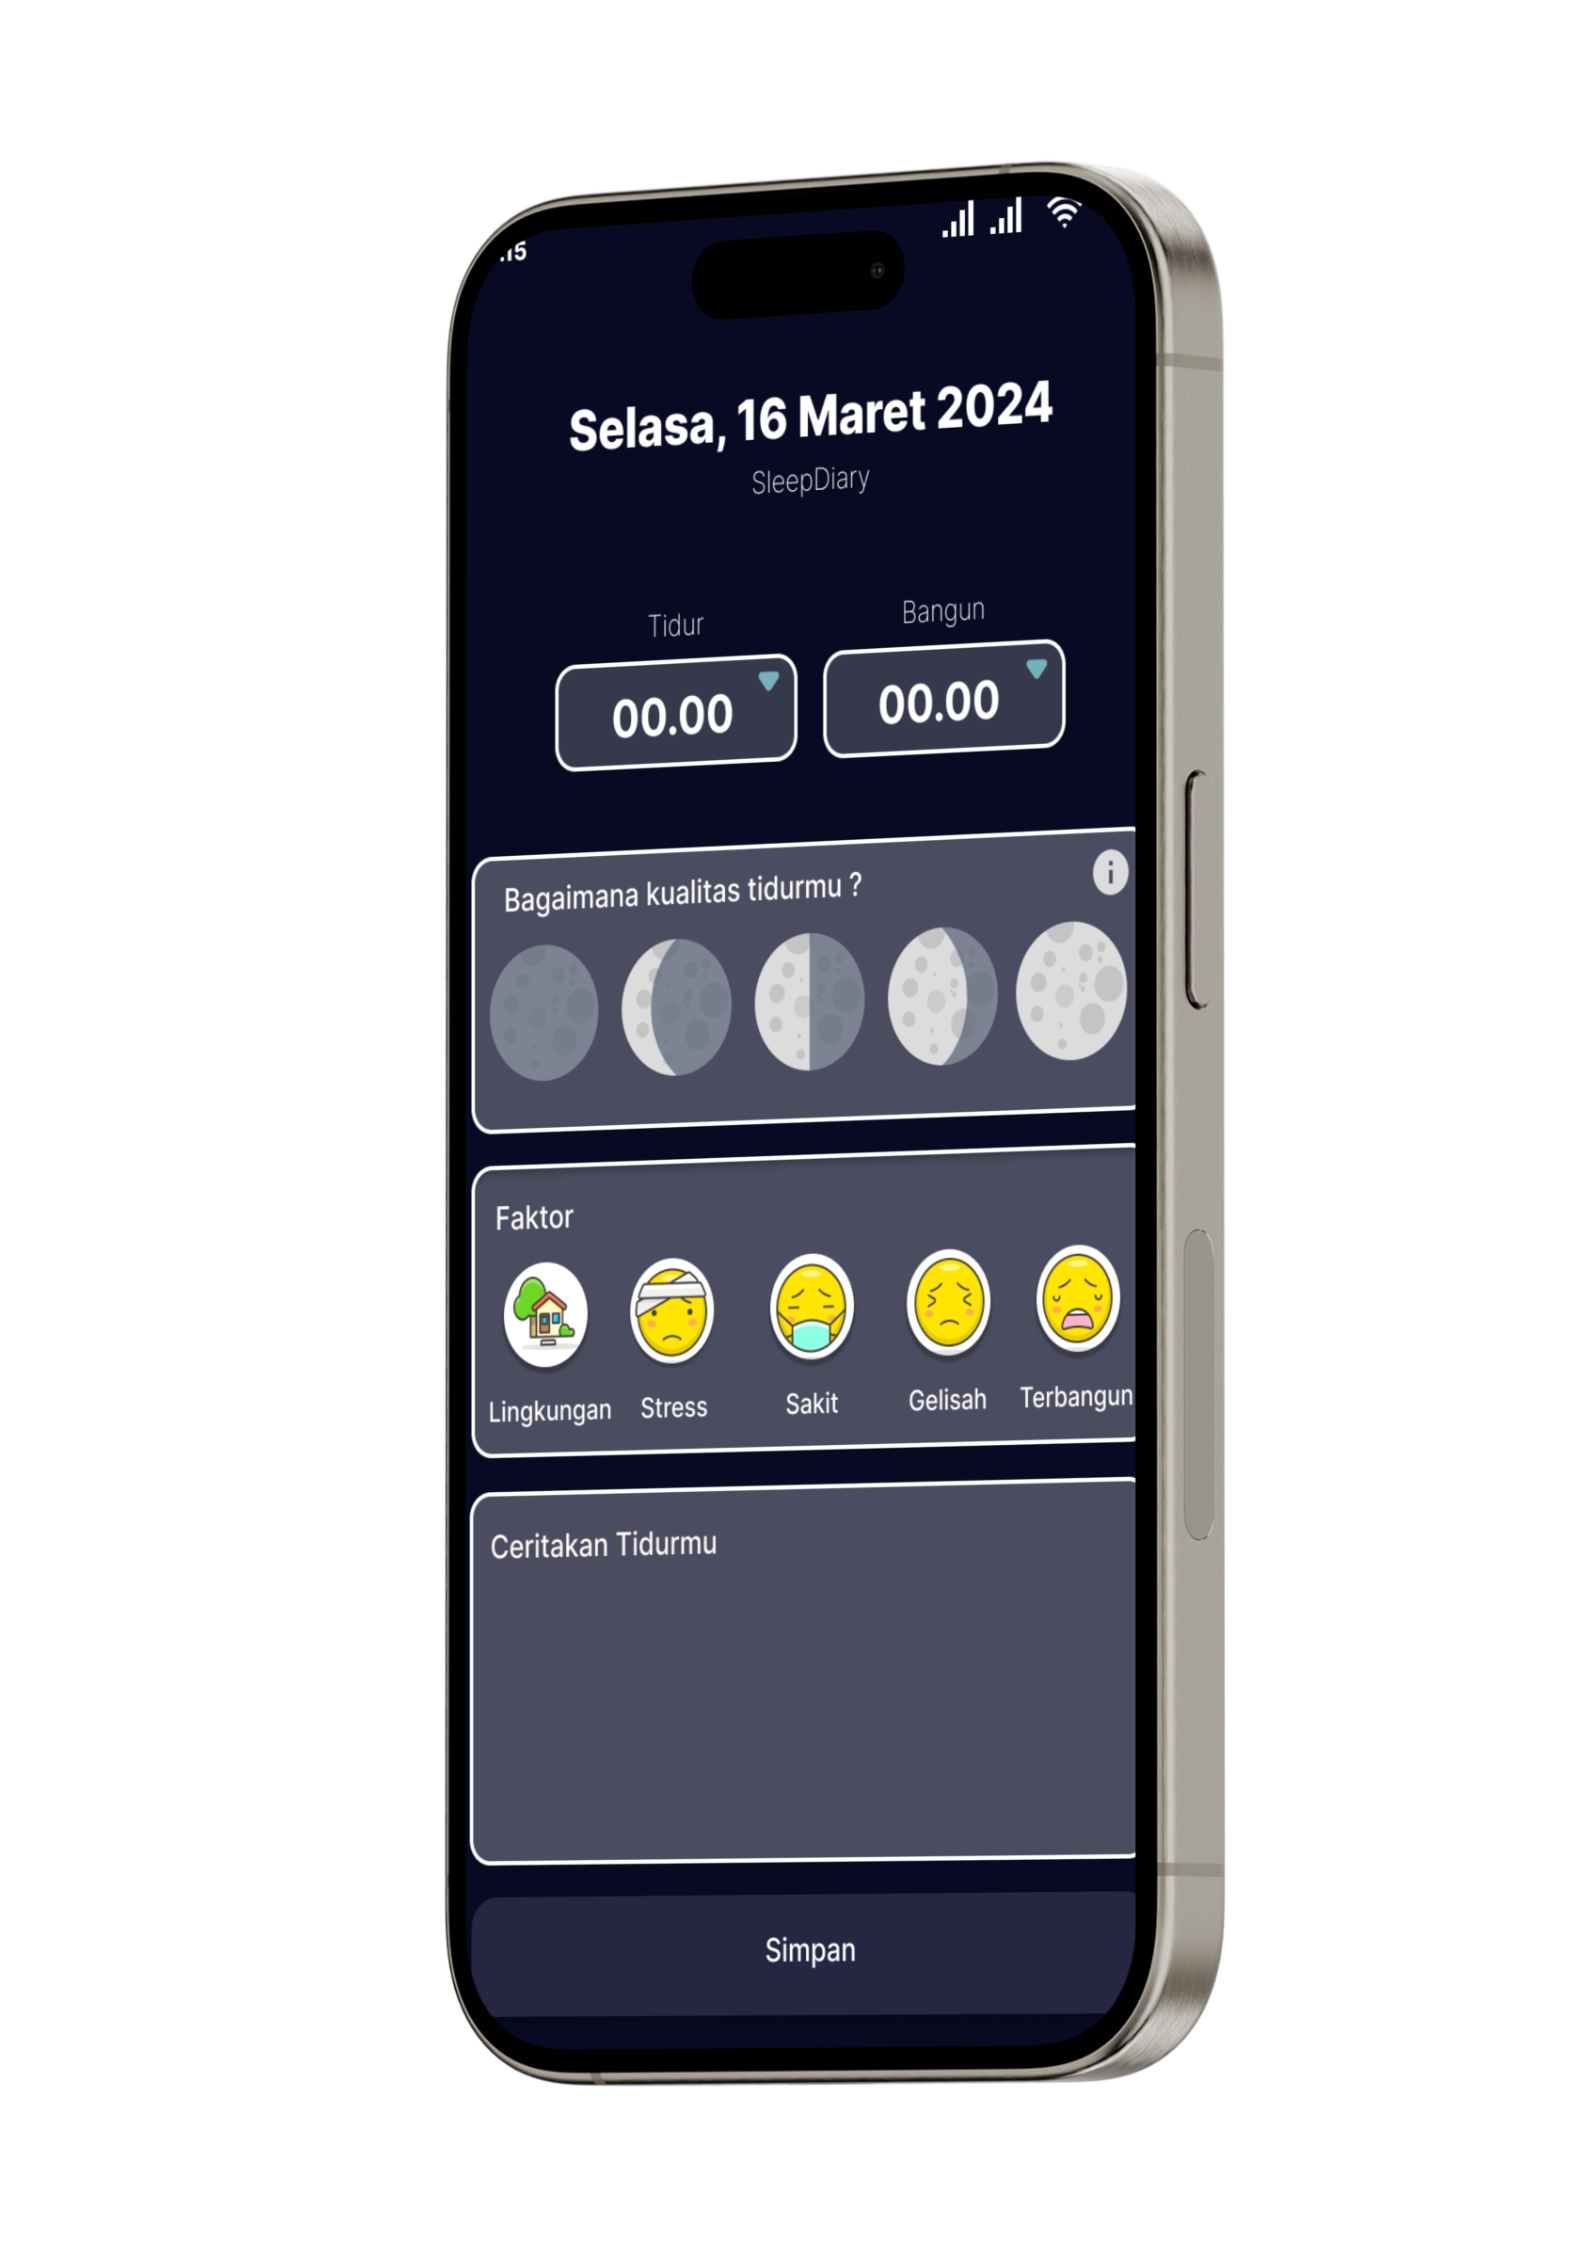 .15
Selasa, 16 Maret 2024
SleepDiary
Tidur
Bangun
00.00
00.00
Bagaimana kualitas tidurmu ?
i
Faktor
Lingkungan
Stress
Sakit
Gelisah
Terbangun
Ceritakan Tidurmu
Simpan